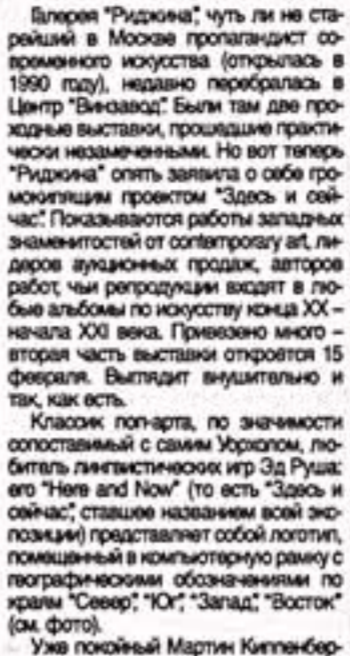 Галерея "Риджина", чуть ли не ста-
рейший в Москве пропагандист со-
временного искусства (открылась в
1990 году), недавно перебралась в
Центр "Винзавод". Были там две про-
ходные выставки, прошедшие практи-
чески незамеченными. Но вот теперь
"Риджина" опять заявила о себе гро-
мокипящим проектом "Здесь и сей-
час". Показываются работы западных
знаменитостей от contemporary art, ли-
деров аукционных продаж, авторов
работ, чьи репродукции входят в лю-
бые альбомы по искусству конца XX –
начала XXI века. Привезено много –
вторая часть выставки откроется 15
февраля. Выглядит внушительно и
так, как есть.
Классик поп-арта, по значимости
сопоставимый с самим Уорхолом, лю-
битель лингвистических игр Эд Руша:
его "Here and Now" (то есть "Здесь и
сейчас", ставшее названием всей экс-
позиции) представляет собой логотип,
помещенный в компьютерную рамку с
географическими обозначениями по
краям "Север", "Юг", "Запад", "Восток"
(см. фото).
Уже покойный Мартин Киппенбер-